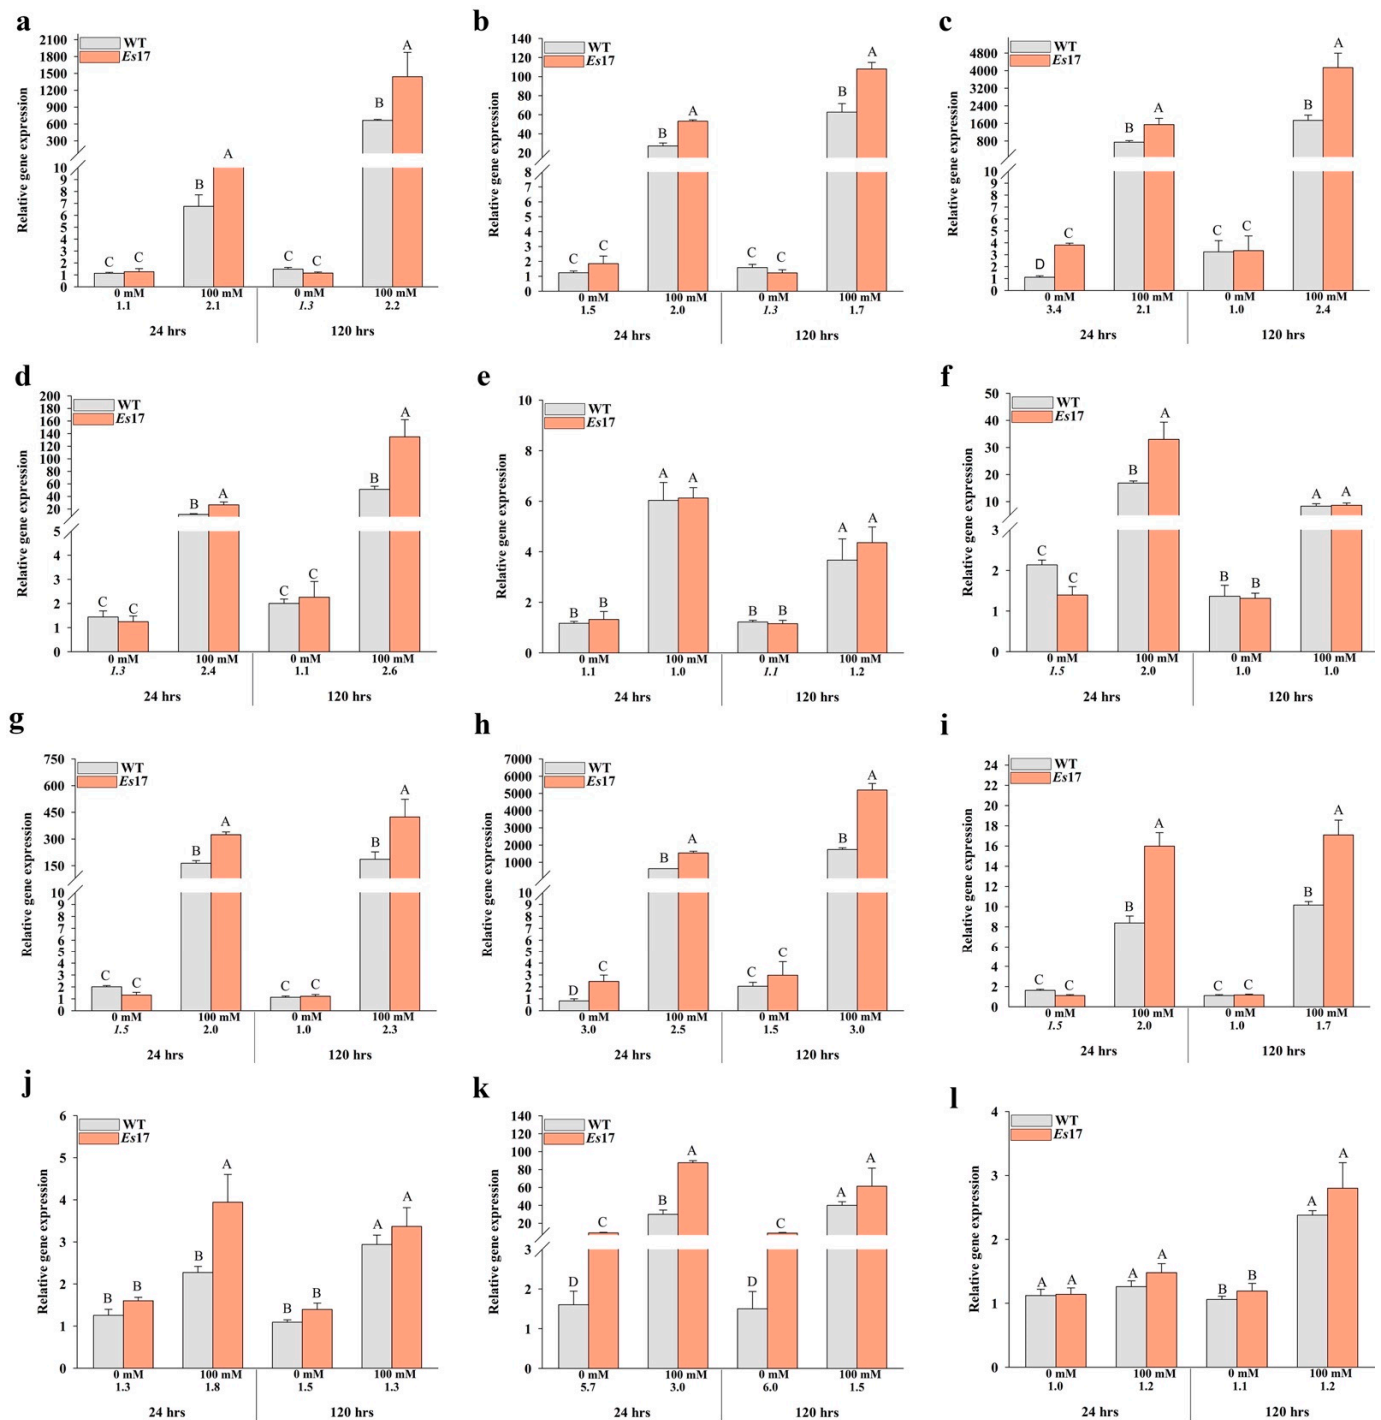 a
Relative gene expression
2100
1800
1500
1200
900
600
300
10
9
8
7
6
5
4
3
2
1
0
WT
Es17
C C B A C C B A
0 mM 100 mM 0 mM 100 mM
1.1 2.1 1.3 2.2
24 hrs 120 hrs
b
Relative gene expression
140
120
100
80
60
40
20
8
7
6
5
4
3
2
1
0
WT
Es17
C C B A C C B A
0 mM 100 mM 0 mM 100 mM
1.5 2.0 1.3 1.7
24 hrs 120 hrs
c
Relative gene expression
4800
4000
3200
2400
1600
800
10
9
8
7
6
5
4
3
2
1
0
WT
Es17
D C B A C C B A
0 mM 100 mM 0 mM 100 mM
3.4 2.1 1.0 2.4
24 hrs 120 hrs
d
Relative gene expression
200
180
160
140
120
100
80
60
40
20
5
4
3
2
1
0
WT
Es17
C C B A C C B A
0 mM 100 mM 0 mM 100 mM
1.3 2.4 1.1 2.6
24 hrs 120 hrs
e
Relative gene expression
10
8
6
4
2
0
WT
Es17
B B A A B B A A
0 mM 100 mM 0 mM 100 mM
1.1 1.0 1.1 1.2
24 hrs 120 hrs
f
Relative gene expression
50
40
30
20
10
3
2
1
0
WT
Es17
C C B A B B A A
0 mM 100 mM 0 mM 100 mM
1.5 2.0 1.0 1.0
24 hrs 120 hrs
g
Relative gene expression
750
600
450
300
150
10
9
8
7
6
5
4
3
2
1
0
WT
Es17
C C B A C C B A
0 mM 100 mM 0 mM 100 mM
1.5 2.0 1.0 2.3
24 hrs 120 hrs
h
Relative gene expression
7000
6000
5000
4000
3000
2000
1000
10
9
8
7
6
5
4
3
2
1
0
WT
Es17
D C B A C C B A
0 mM 100 mM 0 mM 100 mM
3.0 2.5 1.5 3.0
24 hrs 120 hrs
i
Relative gene expression
24
22
20
18
16
14
12
10
8
6
4
2
0
WT
Es17
C C B A C C B A
0 mM 100 mM 0 mM 100 mM
1.5 2.0 1.0 1.7
24 hrs 120 hrs
j
Relative gene expression
6
5
4
3
2
1
0
WT
Es17
B B B A B B A A
0 mM 100 mM 0 mM 100 mM
1.3 1.8 1.5 1.3
24 hrs 120 hrs
k
Relative gene expression
140
120
100
80
60
40
20
3
2
1
0
WT
Es17
D C B A D C A A
0 mM 100 mM 0 mM 100 mM
5.7 3.0 6.0 1.5
24 hrs 120 hrs
l
Relative gene expression
4
3
2
1
0
WT
Es17
A A A A B B A A
0 mM 100 mM 0 mM 100 mM
1.0 1.2 1.1 1.2
24 hrs 120 hrs